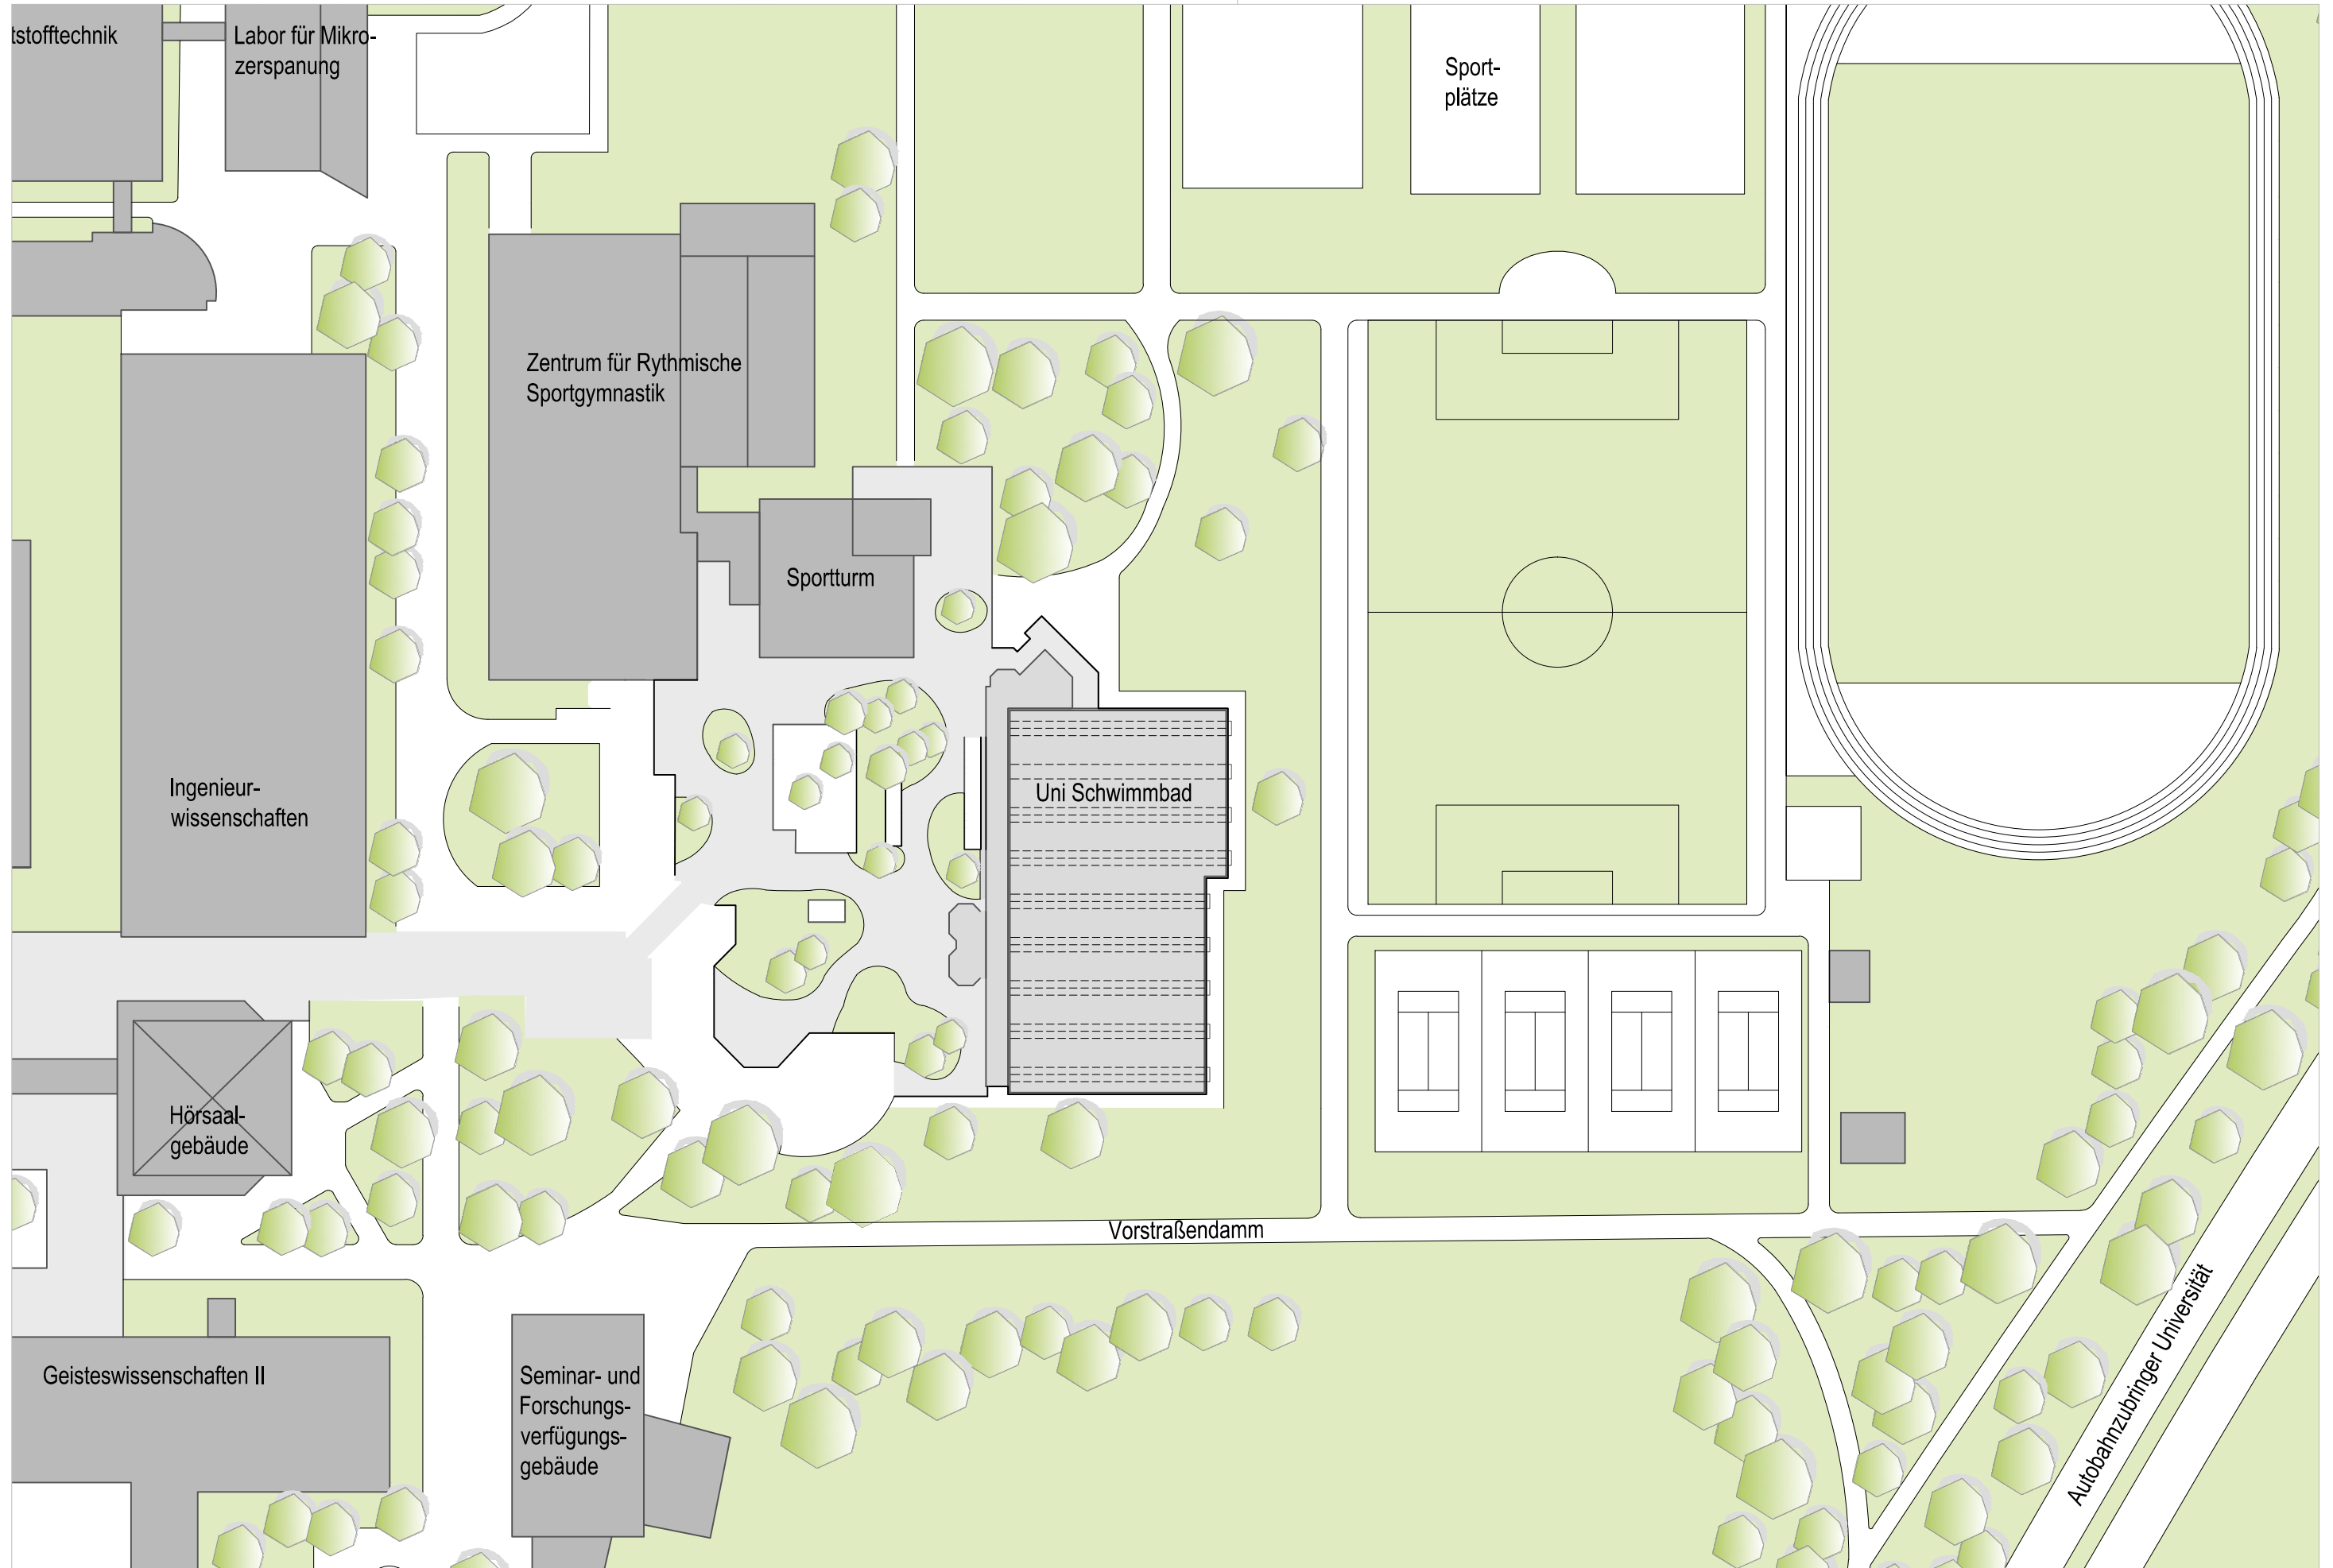 tstofftechnik
Labor für Mikro-
zerspanung
Sport-
plätze
Zentrum für Rythmische
Sportgymnastik
Sportturm
Ingenieur-
wissenschaften
Uni Schwimmbad
Hörsaal-
gebäude
Vorstraßendamm
Autobahnzubringer Universität
Geisteswissenschaften II
Seminar- und
Forschungs-
verfügungs-
gebäude